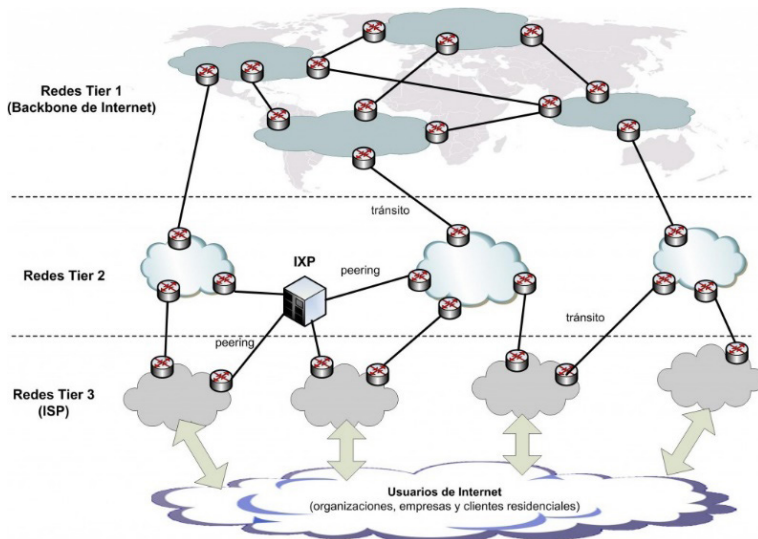 Redes Tier 1
(Backbone de Internet)
tránsito
IXP
peering
Redes Tier 2
tránsito
peering
Redes Tier 3
(ISP)
Usuarios de Internet
(organizaciones, empresas y clientes residenciales)